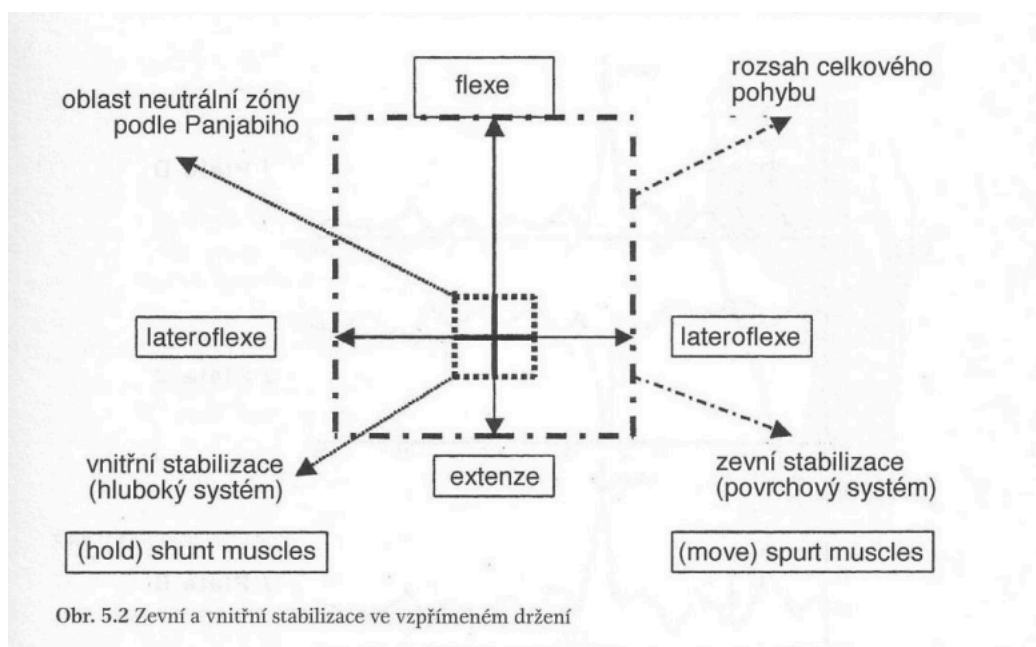 flexe
rozsah celkového
pohybu
oblast neutrální zóny
podle Panjabiho
lateroflexe
lateroflexe
vnitřní stabilizace
(hluboký systém)
extenze
zevní stabilizace
(povrchový systém)
(hold) shunt muscles
(move) spurt muscles
Obr. 5.2 Zevní a vnitřní stabilizace ve vzpřímeném držení